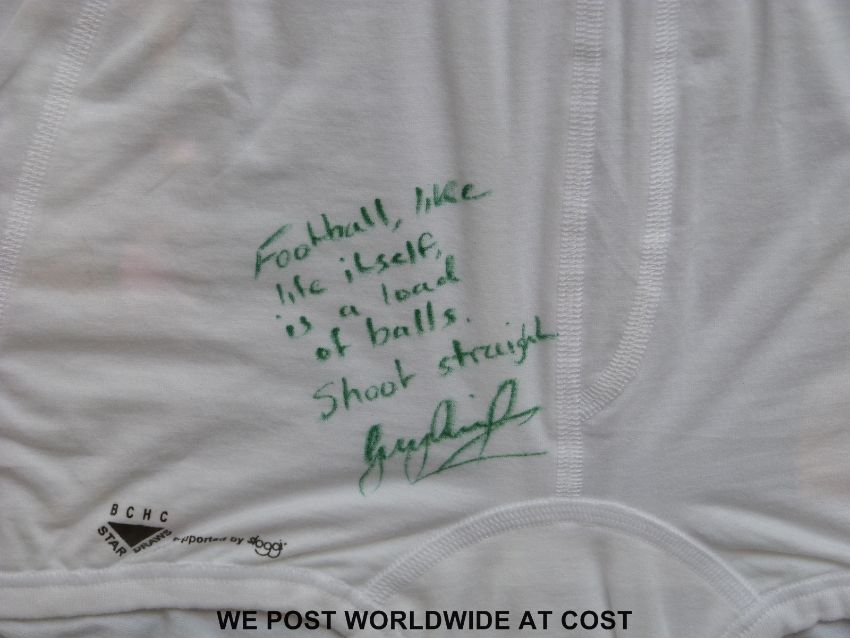 Football, like
life itself,
is a load
of balls.
Shoot straight
BCHC
STAR DRAWS supported by sloggi
WE POST WORLDWIDE AT COST